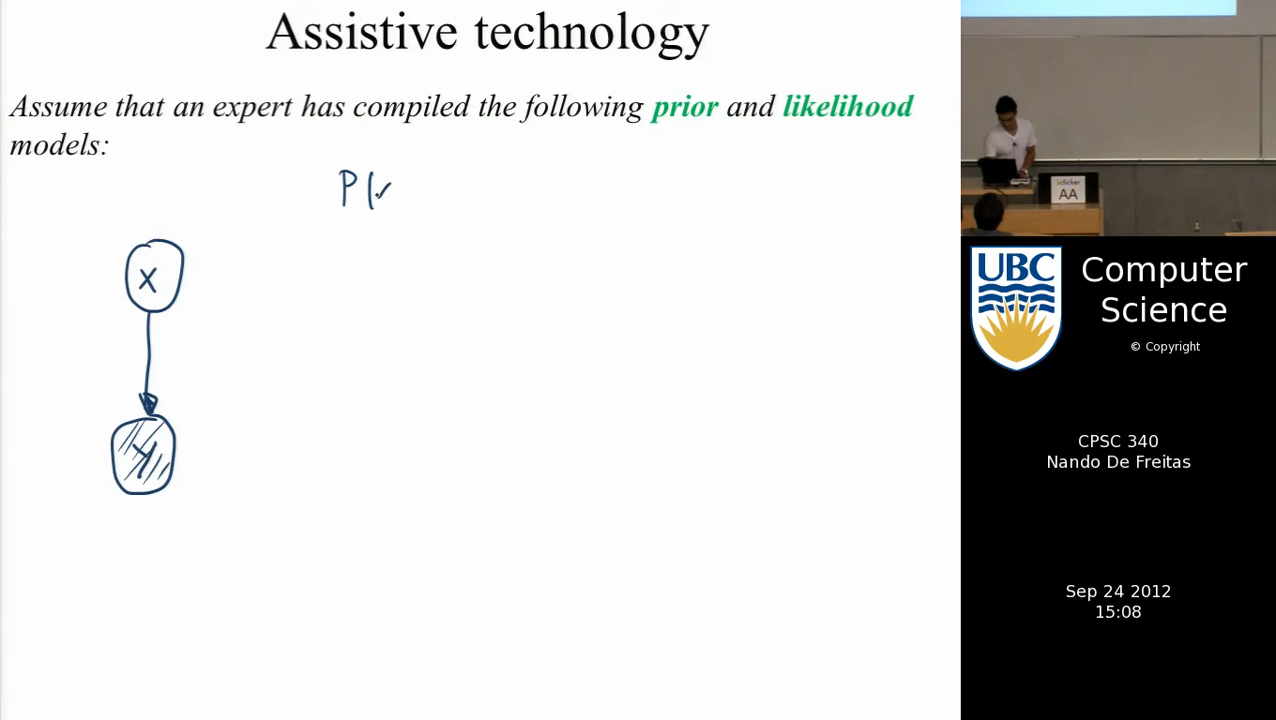 Assistive technology
Assume that an expert has compiled the following prior and likelihood
models:
P(
X
Y
i clicker
AA
UBC
Computer
Science
© Copyright
CPSC 340
Nando De Freitas
Sep 24 2012
15:08